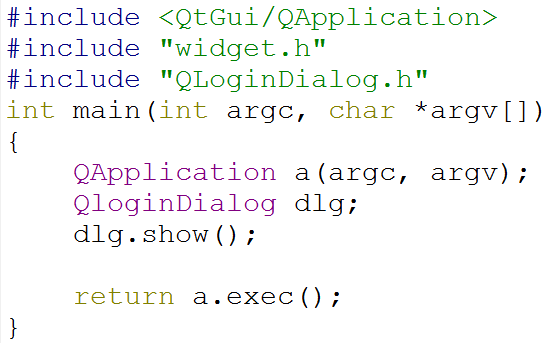 #include <QtGui/QApplication>
#include "widget.h"
#include "QLoginDialog.h"
int main(int argc, char *argv[])
{
    QApplication a(argc, argv);
    QloginDialog dlg;
    dlg.show();

    return a.exec();
}